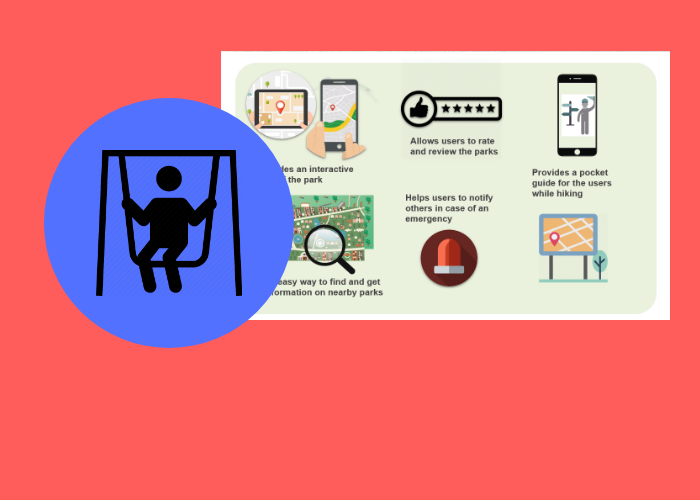 des an interactive
the park
Allows users to rate
and review the parks
Provides a pocket
guide for the users
while hiking
Helps users to notify
others in case of an
emergency
easy way to find and get
formation on nearby parks